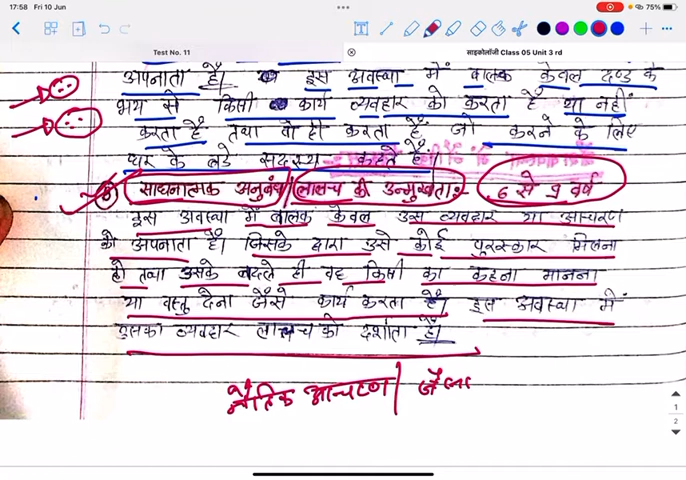 17:58 Fri 10 Jun
75%
Test No. 11
साइकोलॉजी Class 05 Unit 3 rd
अपनाता है। इस अवस्था में बालक केवल दण्ड के
भय से किसी कार्य व्यवहार को करता है या नहीं
करता है तथा वो ही करता है जो करने के लिए
घर के बडे सदस्य कहते है।
साधनात्मक अनुबंध/लालच की उन्मुखता:- 6 से 9 वर्ष
इस अवस्था में बालक केवल उस व्यवहार या आचरण
को अपनाता है। जिसके द्वारा उसे कोई पुरस्कार मिलना
हो तथा उसके बदले ही वह किसी का कहना मानना
या वस्तु देना जैसे कार्य करता है। इस अवस्था में
उसका व्यवहार लालच को दर्शाता है।
नैतिक आचरण
1
2